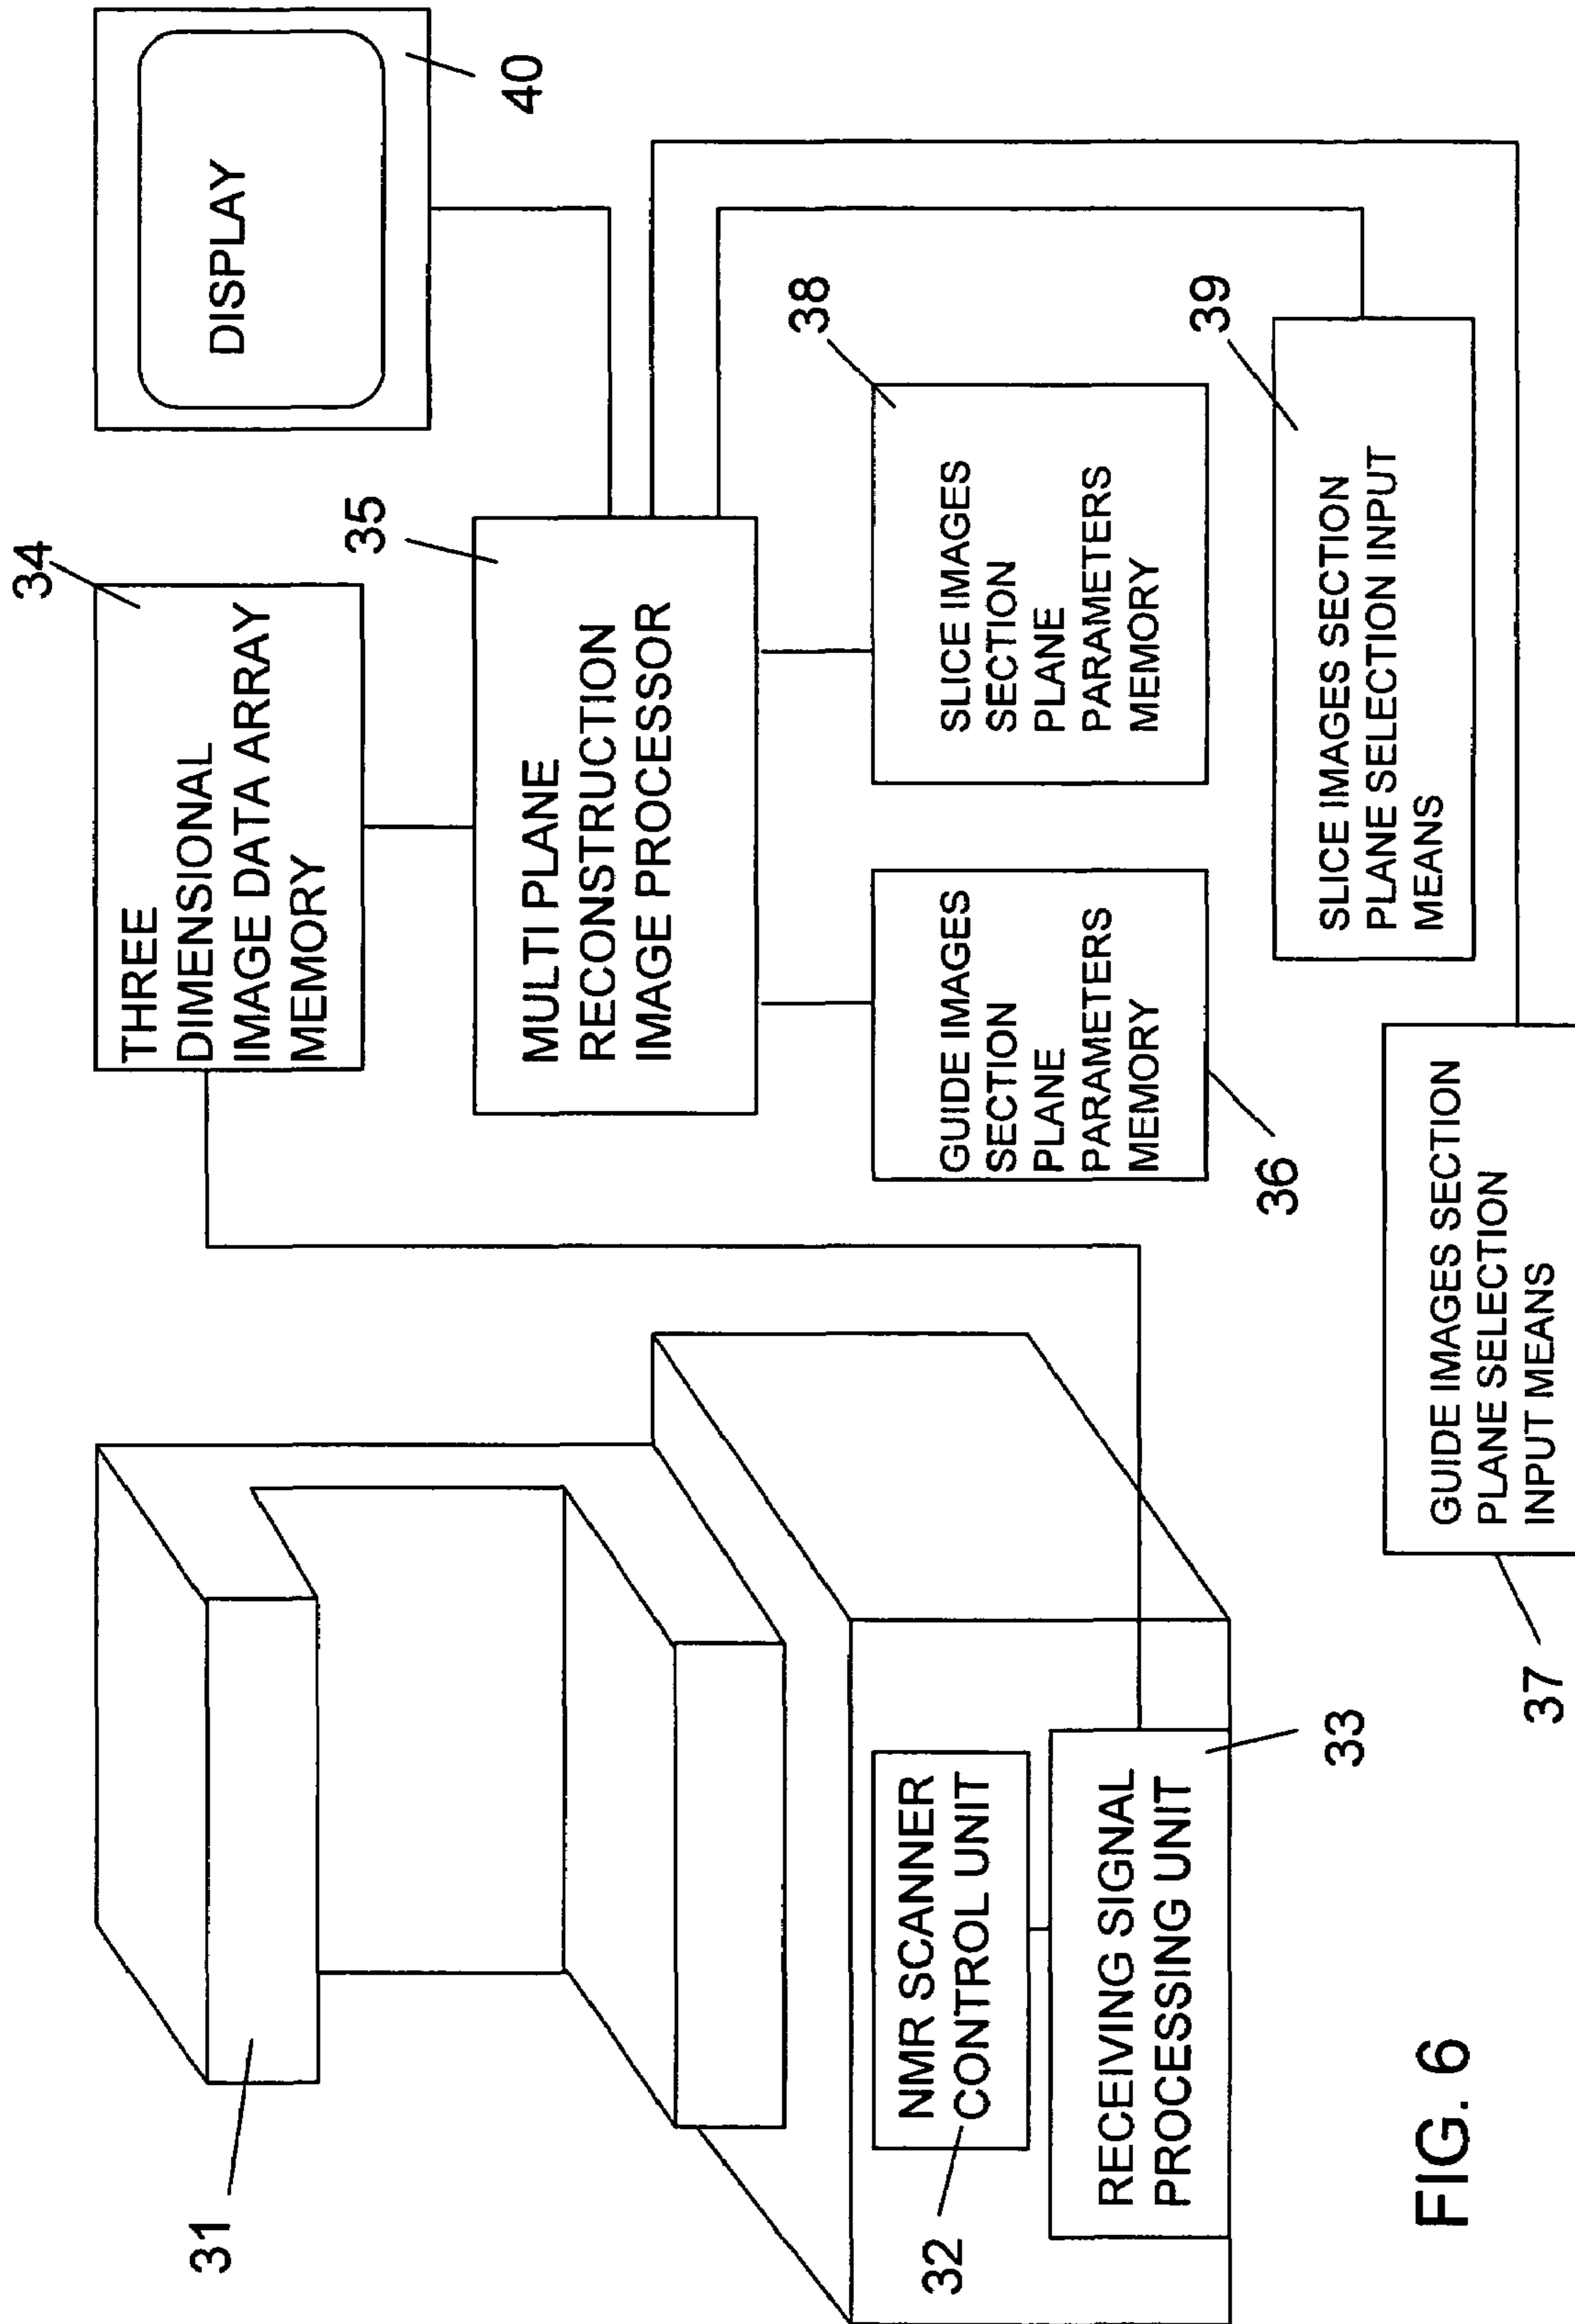 31
NMR SCANNER
CONTROL UNIT
32
RECEIVING SIGNAL
PROCESSING UNIT
33
34
THREE
DIMENSIONAL
IMAGE DATA ARRAY
MEMORY
35
MULTI PLANE
RECONSTRUCTION
IMAGE PROCESSOR
DISPLAY
40
GUIDE IMAGES
SECTION
PLANE
PARAMETERS
MEMORY
36
38
SLICE IMAGES
SECTION
PLANE
PARAMETERS
MEMORY
39
SLICE IMAGES SECTION
PLANE SELECTION INPUT
MEANS
GUIDE IMAGES SECTION
PLANE SELECTION
INPUT MEANS
37
FIG. 6